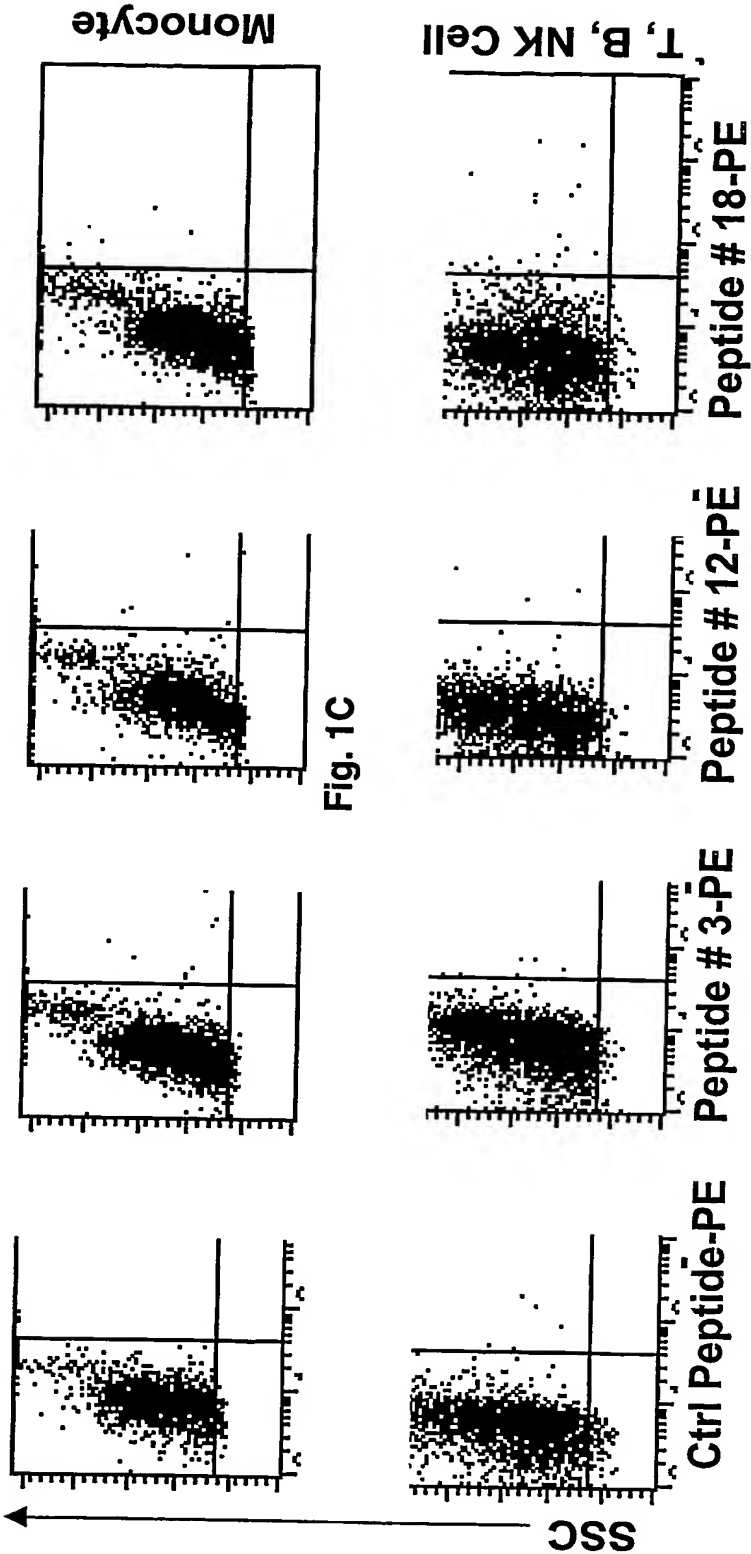 Monocyte
T, B, NK Cell
Fig. 1C
SSC
Ctrl Peptide-PE
Peptide # 3-PE
Peptide # 12-PE
Peptide # 18-PE